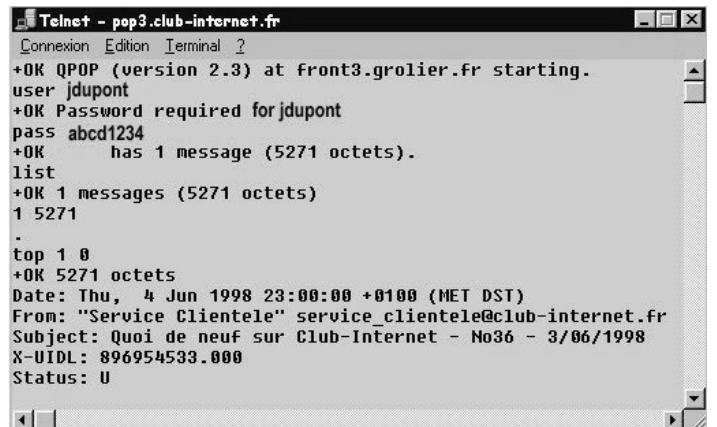 Telnet - pop3.club-internet.fr
Connexion Edition Terminal ?
+OK QPOP (version 2.3) at front3.grolier.fr starting.
user jdupont
+OK Password required for jdupont
pass abcd1234
+OK has 1 message (5271 octets).
list
+OK 1 messages (5271 octets)
1 5271
.
top 1 0
+OK 5271 octets
Date: Thu, 4 Jun 1998 23:00:00 +0100 (MET DST)
From: "Service Clientele" service_clientele@club-internet.fr
Subject: Quoi de neuf sur Club-Internet - No36 - 3/06/1998
X-UIDL: 896954533.000
Status: U